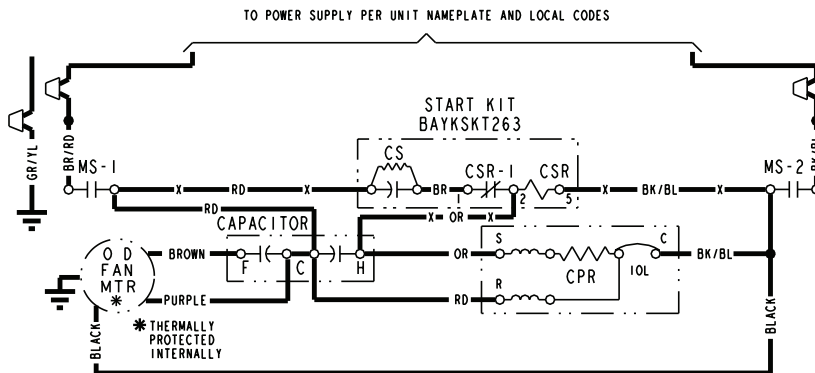 TO POWER SUPPLY PER UNIT NAMEPLATE AND LOCAL CODES
START KIT
BAYKSKT263
GR/YL
BR/RD
MS-1
CS
BR
CSR-1
CSR
1
2
5
MS-2
X RD X
X BK/BL X
RD
X OR X
CAPACITOR
O D
FAN
MTR
*
BROWN
F
C
H
OR
S
CPR
IOL
C
BK/BL
PURPLE
RD
R
BLACK
BLACK
* THERMALLY
PROTECTED
INTERNALLY